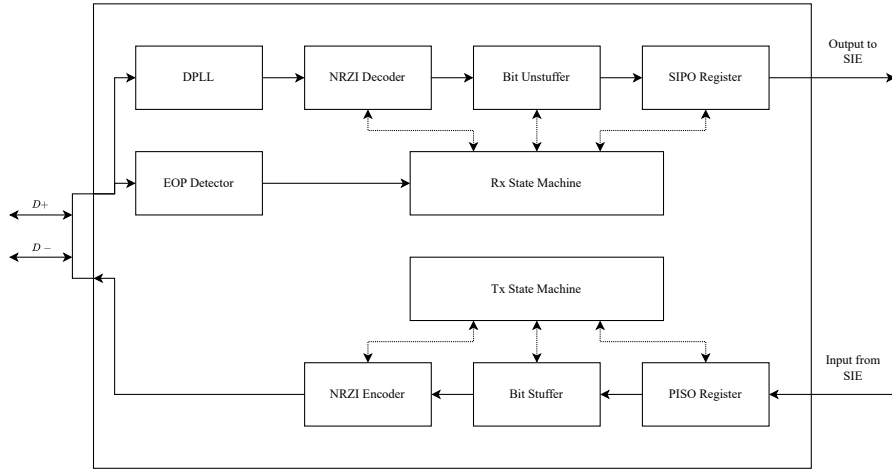 Output to
SIE
DPLL
NRZI Decoder
Bit Unstuffer
SIPO Register
EOP Detector
Rx State Machine
D+
D −
Tx State Machine
Input from
SIE
NRZI Encoder
Bit Stuffer
PISO Register